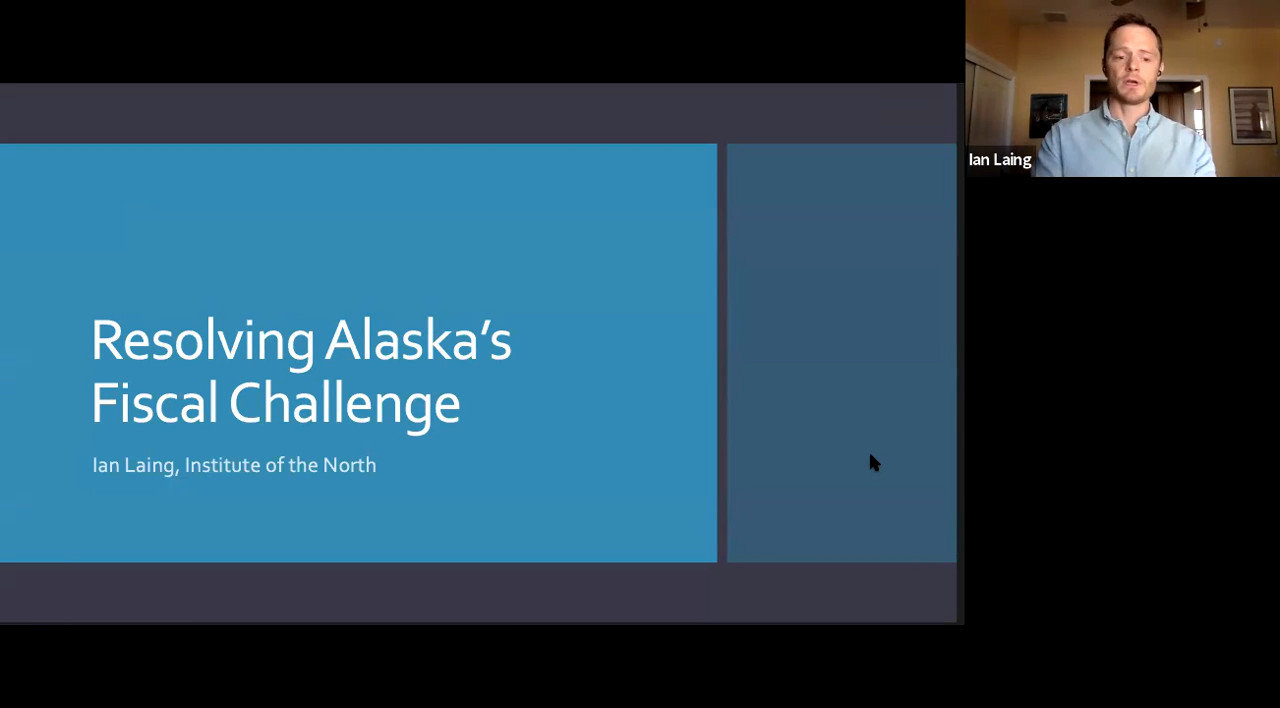 Resolving Alaska’s
Fiscal Challenge
Ian Laing, Institute of the North
Ian Laing